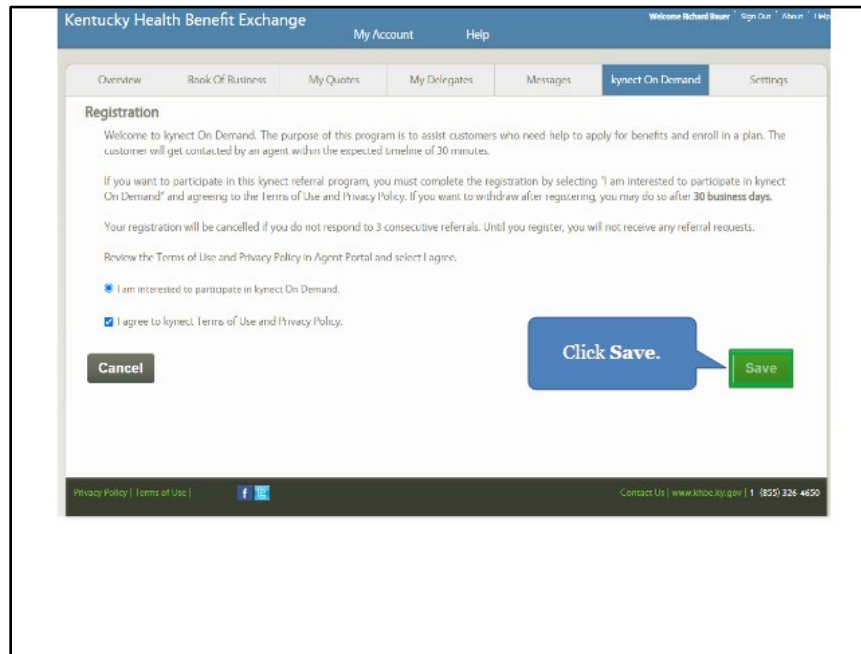 Kentucky Health Benefit Exchange
Welcome Richard Bauer Sign Out About Help
My Account Help
Overview Book Of Business My Quotes My Delegates Messages kynect On Demand Settings
Registration
Welcome to kynect On Demand. The purpose of this program is to assist customers who need help to apply for benefits and enroll in a plan. The
customer will get contacted by an agent within the expected timeline of 30 minutes.
If you want to participate in this kynect referral program, you must complete the registration by selecting "I am interested to participate in kynect
On Demand" and agreeing to the Terms of Use and Privacy Policy. If you want to withdraw after registering, you may do so after 30 business days.
Your registration will be cancelled if you do not respond to 3 consecutive referrals. Until you register, you will not receive any referral requests.
Review the Terms of Use and Privacy Policy in Agent Portal and select I agree.
I am interested to participate in kynect On Demand.
I agree to kynect Terms of Use and Privacy Policy.
Click Save.
Cancel
Save
Privacy Policy | Terms of Use |
Contact Us | www.khbe.ky.gov | 1 (855) 326 4650